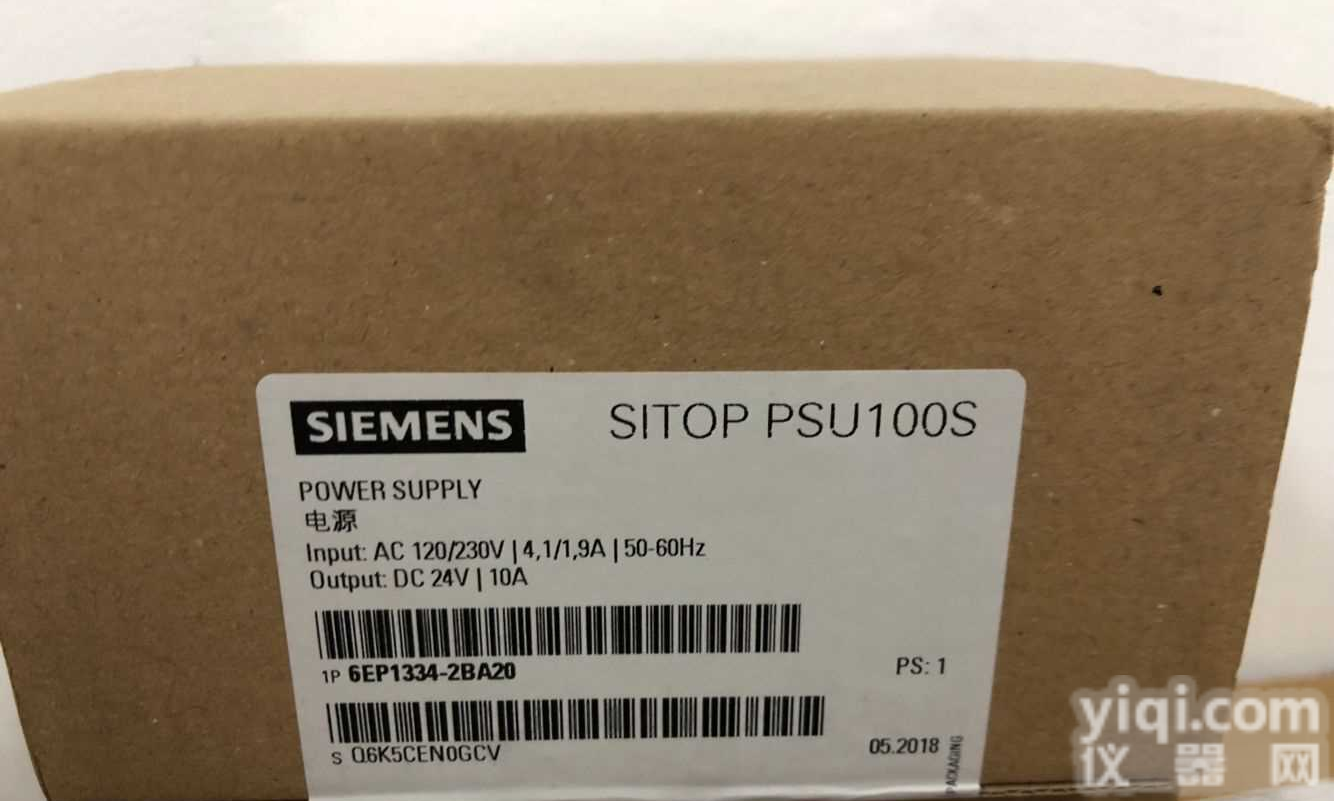 SIEMENS SITOP PSU100S
POWER SUPPLY
电源
Input: AC 120/230V | 4,1/1,9A | 50-60Hz
Output: DC 24V | 10A
1P 6EP1334-2BA20
PS: 1
S Q6K5CEN0GCV
05.2018
PACKAGING
yiqi.com
仪器网